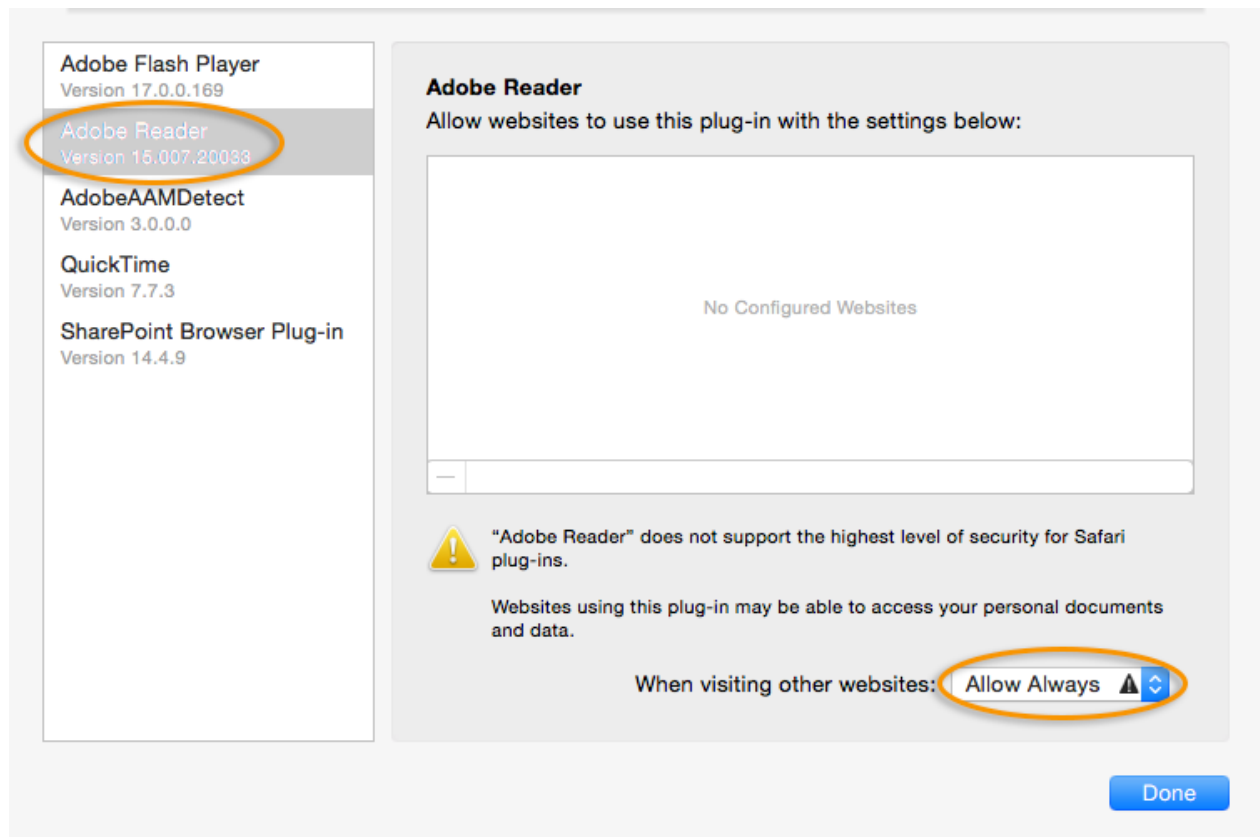 Adobe Flash Player
Version 17.0.0.169
Adobe Reader
Version 15.007.20033
AdobeAAMDetect
Version 3.0.0.0
QuickTime
Version 7.7.3
SharePoint Browser Plug-in
Version 14.4.9
Adobe Reader
Allow websites to use this plug-in with the settings below:
No Configured Websites
“Adobe Reader” does not support the highest level of security for Safari
plug-ins.
Websites using this plug-in may be able to access your personal documents
and data.
When visiting other websites: Allow Always
Done